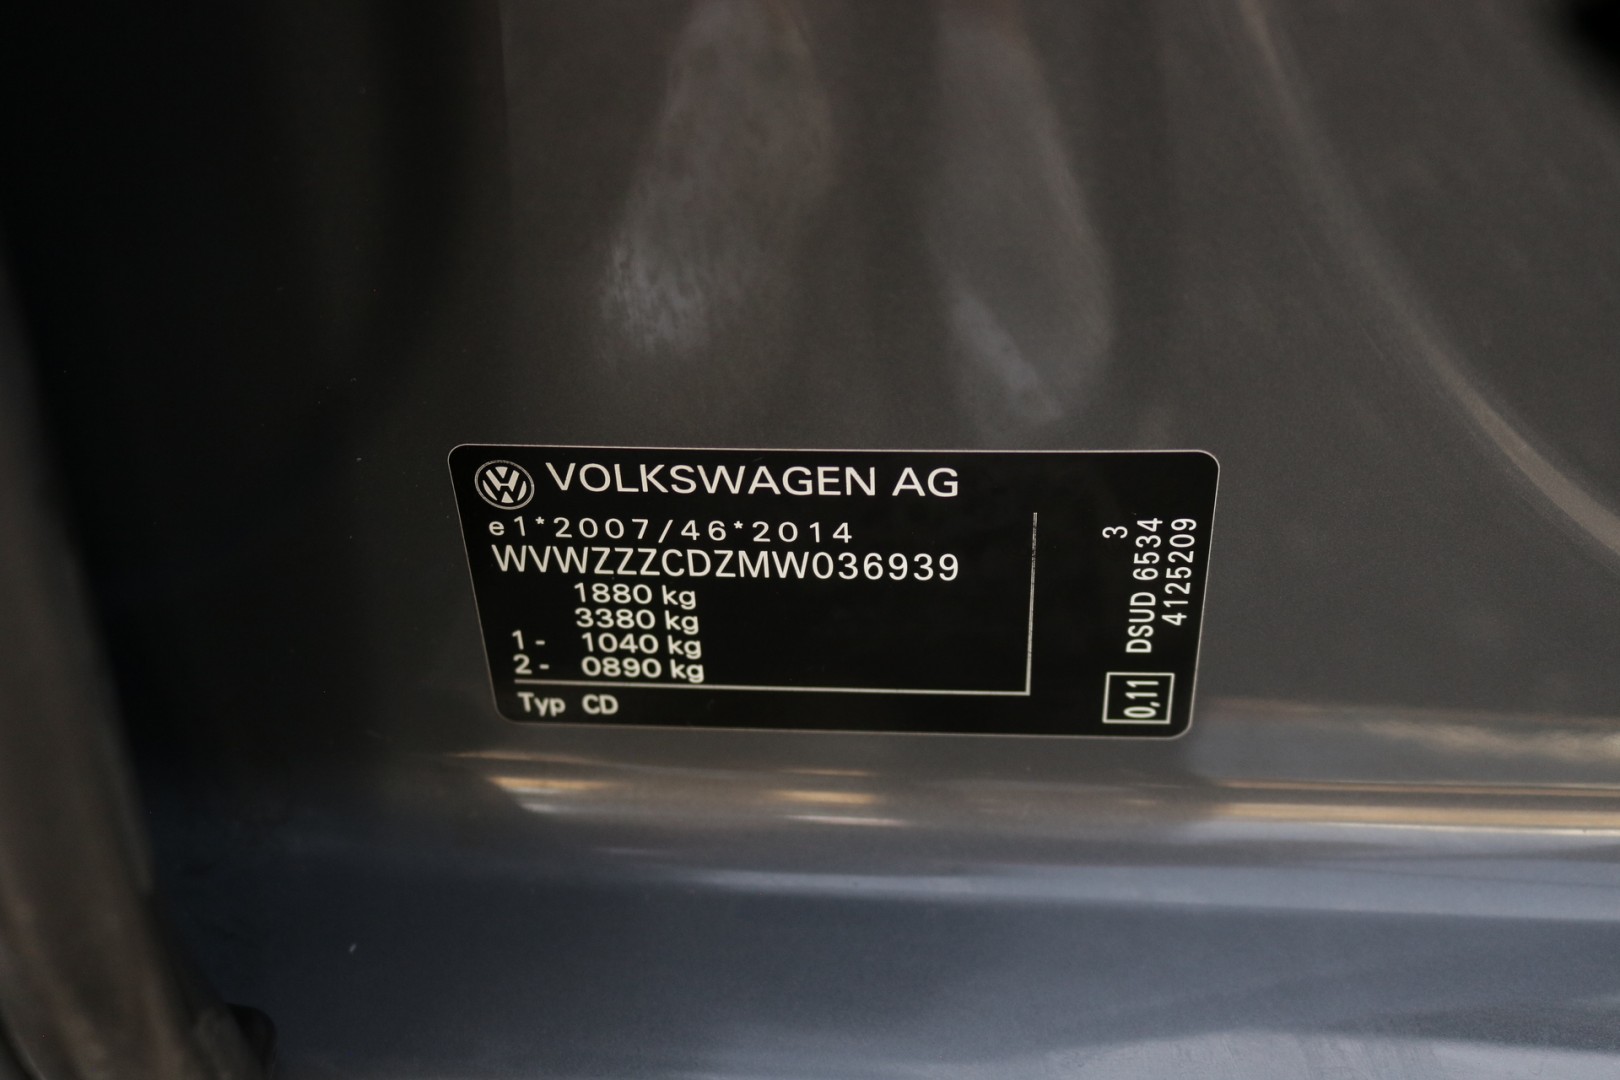 VOLKSWAGEN AG
e1*2007/46*2014
WVWZZZCDZMW036939
1880 kg
3380 kg
1- 1040 kg
2- 0890 kg
Typ CD
3
DSUD 6534
4125209
0,11